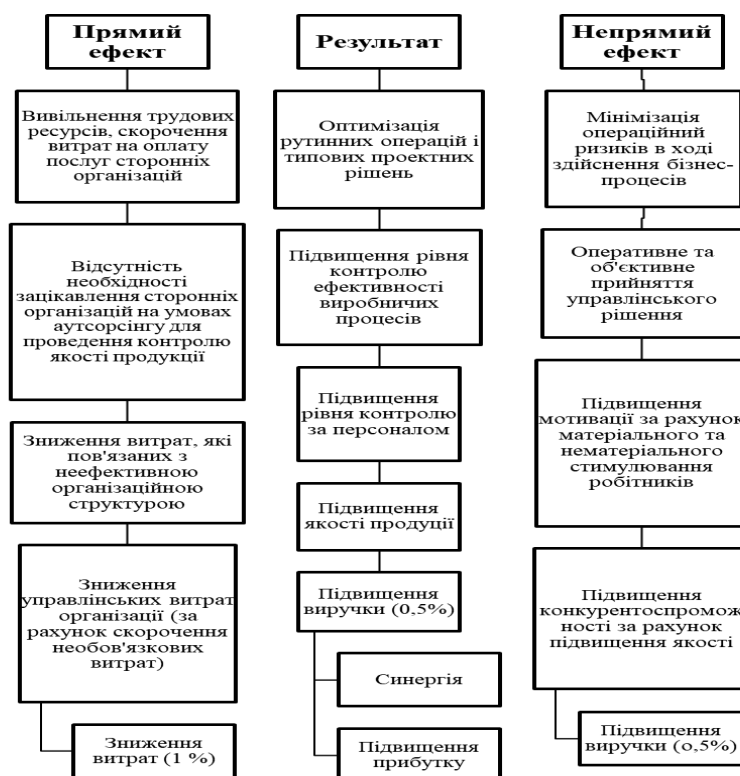 Прямий
ефект
Вивільнення трудових
ресурсів, скорочення
витрат на оплату
послуг сторонніх
організацій
Відсутність
необхідності
зацікавлення сторонніх
організацій на умовах
аутсорсінгу для
проведення контролю
якості продукції
Зниження витрат, які
пов'язаних з
неефективною
організаційною
структурою
Зниження
управлінських витрат
організації (за
рахунок скорочення
необов'язкових
витрат)
Зниження
витрат (1 %)
Результат
Оптимізація
рутинних операцій і
типових проектних
рішень
Підвищення рівня
контролю
ефективності
виробничих
процесів
Підвищення
рівня контролю
за персоналом
Підвищення
якості продуції
Підвищення
виручки (0,5%)
Синергія
Підвищення
прибутку
Непрямий
ефект
Мінімізація
операційний
ризиків в ході
здійснення бізнес-
процесів
Оперативне та
об'єктивне
прийняття
управлінського
рішення
Підвищення
мотивації за рахунок
матеріального та
нематеріального
стимулювання
робітників
Підвищення
конкурентоспромож
ності за рахунок
підвищення якості
Підвищення
виручки (о,5%)